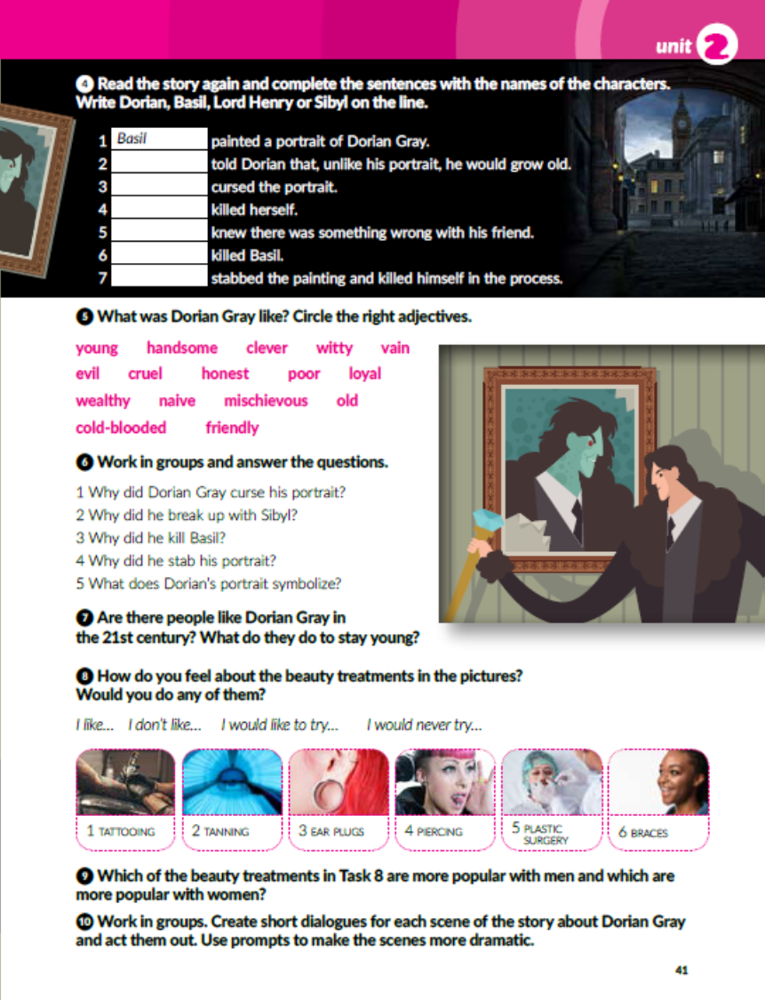 unit 2
4 Read the story again and complete the sentences with the names of the characters.
Write Dorian, Basil, Lord Henry or Sibyl on the line.
1 Basil painted a portrait of Dorian Gray.
2 told Dorian that, unlike his portrait, he would grow old.
3 cursed the portrait.
4 killed herself.
5 knew there was something wrong with his friend.
6 killed Basil.
7 stabbed the painting and killed himself in the process.
5 What was Dorian Gray like? Circle the right adjectives.
young handsome clever witty vain
evil cruel honest poor loyal
wealthy naive mischievous old
cold-blooded friendly
6 Work in groups and answer the questions.
1 Why did Dorian Gray curse his portrait?
2 Why did he break up with Sibyl?
3 Why did he kill Basil?
4 Why did he stab his portrait?
5 What does Dorian's portrait symbolize?
7 Are there people like Dorian Gray in
the 21st century? What do they do to stay young?
8 How do you feel about the beauty treatments in the pictures?
Would you do any of them?
I like... I don't like... I would like to try... I would never try...
1 TATTOOING
2 TANNING
3 EAR PLUGS
4 PIERCING
5 PLASTIC
SURGERY
6 BRACES
9 Which of the beauty treatments in Task 8 are more popular with men and which are
more popular with women?
10 Work in groups. Create short dialogues for each scene of the story about Dorian Gray
and act them out. Use prompts to make the scenes more dramatic.
41